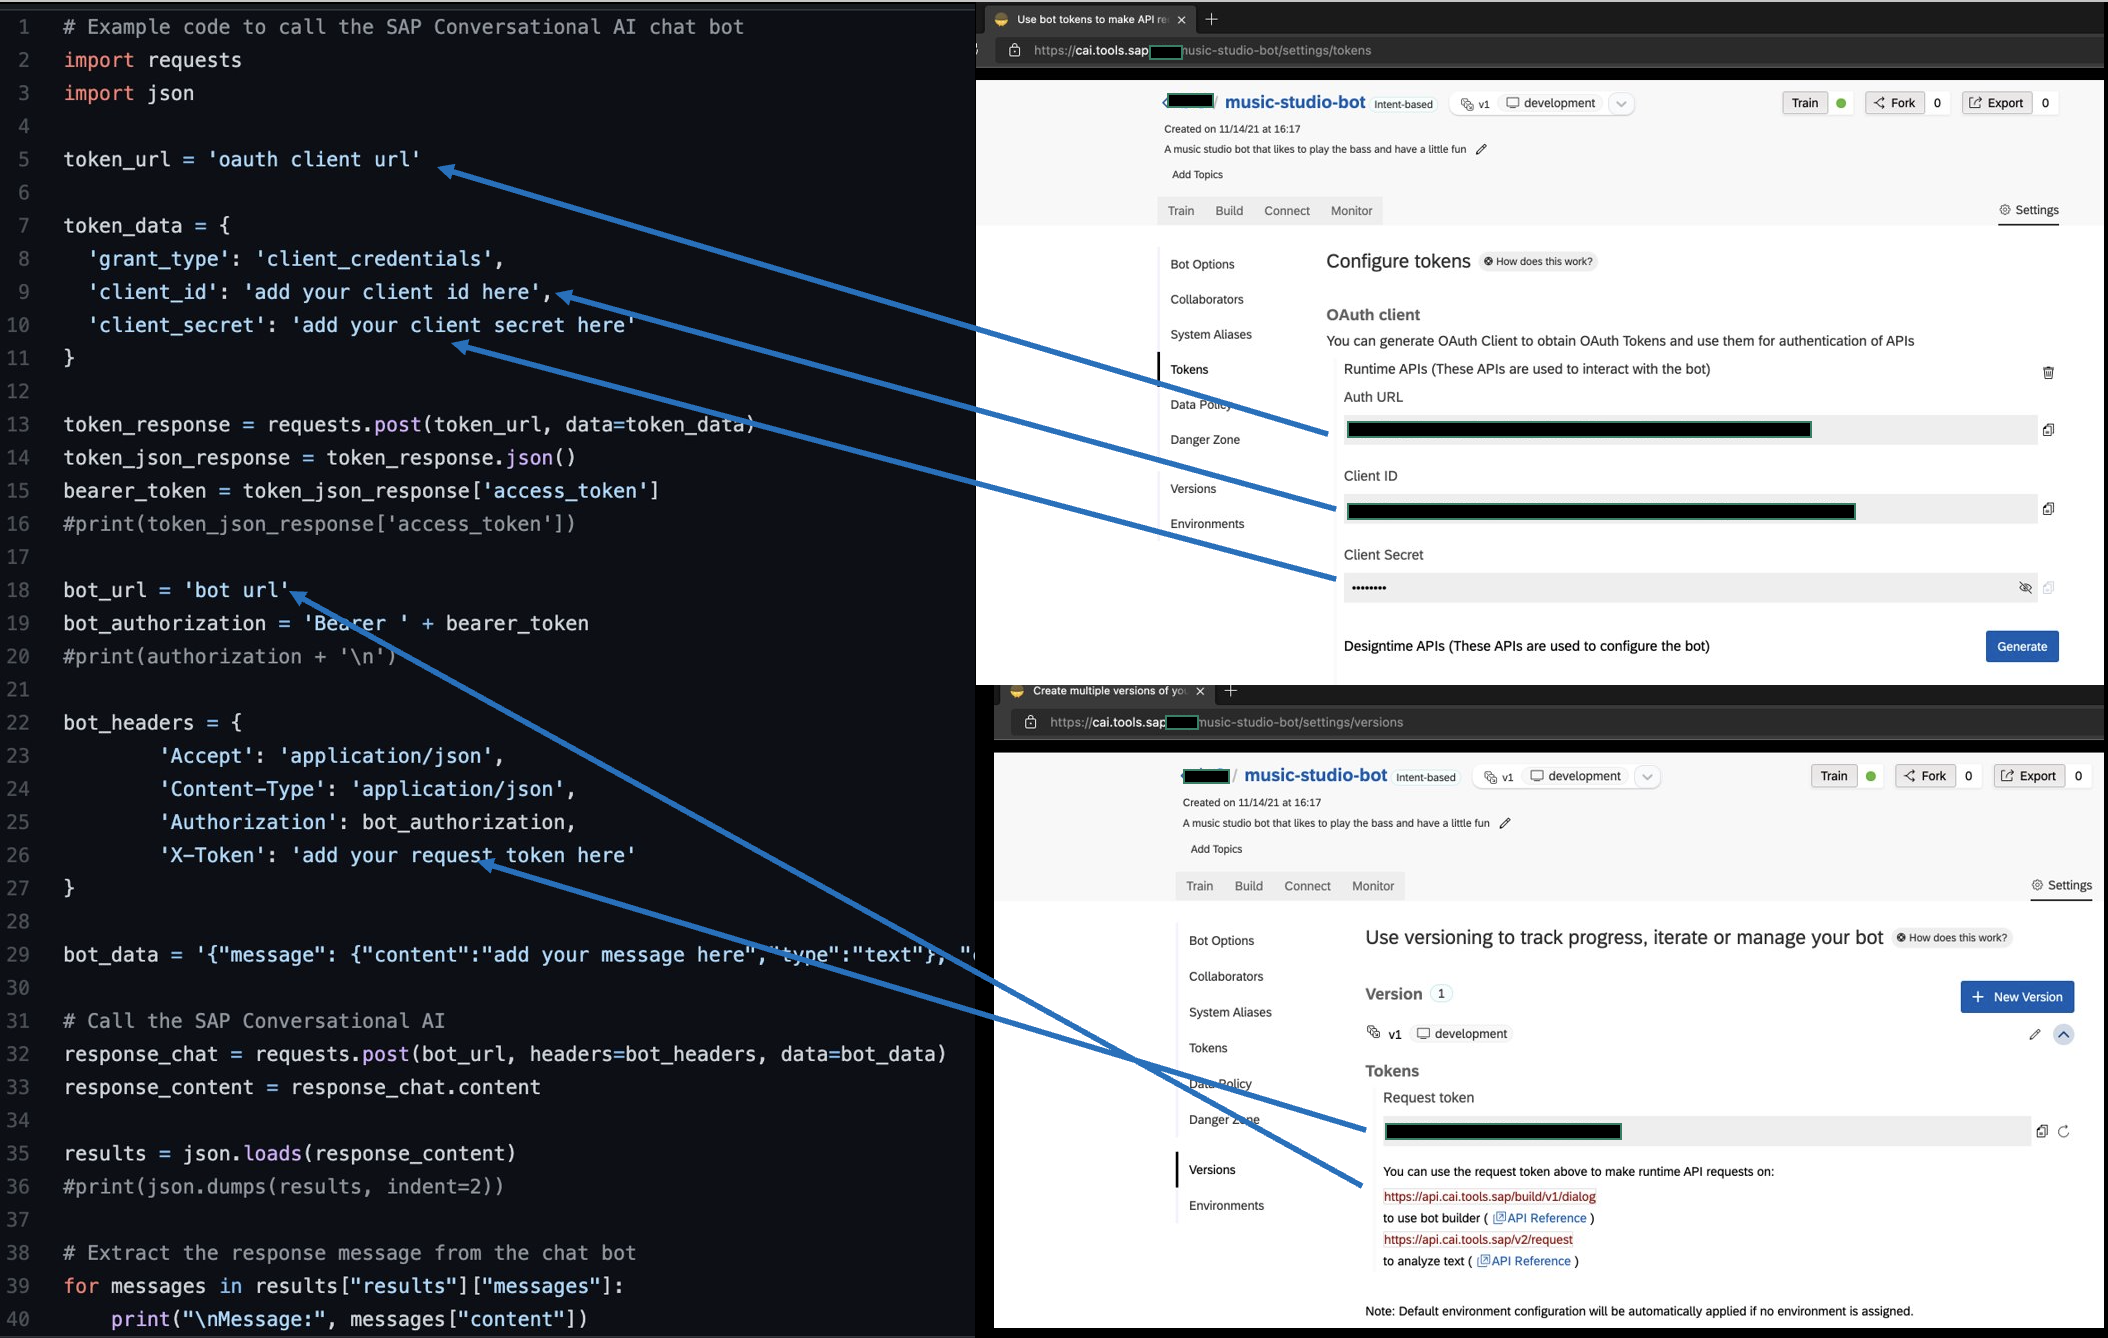 1 # Example code to call the SAP Conversational AI chat bot
2 import requests
3 import json
4
5 token_url = 'oauth client url'
6
7 token_data = {
8 'grant_type': 'client_credentials',
9 'client_id': 'add your client id here',
10 'client_secret': 'add your client secret here'
11 }
12
13 token_response = requests.post(token_url, data=token_data)
14 token_json_response = token_response.json()
15 bearer_token = token_json_response['access_token']
16 #print(token_json_response['access_token'])
17
18 bot_url = 'bot url'
19 bot_authorization = 'Bearer ' + bearer_token
20 #print(authorization + '\n')
21
22 bot_headers = {
23 'Accept': 'application/json',
24 'Content-Type': 'application/json',
25 'Authorization': bot_authorization,
26 'X-Token': 'add your request token here'
27 }
28
29 bot_data = '{"message": {"content":"add your message here","type":"text"}, "
30
31 # Call the SAP Conversational AI
32 response_chat = requests.post(bot_url, headers=bot_headers, data=bot_data)
33 response_content = response_chat.content
34
35 results = json.loads(response_content)
36 #print(json.dumps(results, indent=2))
37
38 # Extract the response message from the chat bot
39 for messages in results["results"]["messages"]:
40 print("\nMessage:", messages["content"])
Use bot tokens to make API re
https://cai.tools.sap music-studio-bot/settings/tokens
/ music-studio-bot Intent-based v1 development Train Fork 0 Export 0
Created on 11/14/21 at 16:17
A music studio bot that likes to play the bass and have a little fun
Add Topics
Train Build Connect Monitor Settings
Bot Options
Collaborators
System Aliases
Tokens
Data Policy
Danger Zone
Versions
Environments
Configure tokens How does this work?
OAuth client
You can generate OAuth Client to obtain OAuth Tokens and use them for authentication of APIs
Runtime APIs (These APIs are used to interact with the bot)
Auth URL
Client ID
Client Secret
••••••••
Designtime APIs (These APIs are used to configure the bot) Generate
Create multiple versions of you
https://cai.tools.sap music-studio-bot/settings/versions
/ music-studio-bot Intent-based v1 development Train Fork 0 Export 0
Created on 11/14/21 at 16:17
A music studio bot that likes to play the bass and have a little fun
Add Topics
Train Build Connect Monitor Settings
Bot Options
Collaborators
System Aliases
Tokens
Data Policy
Danger Zone
Versions
Environments
Use versioning to track progress, iterate or manage your bot How does this work?
Version 1
+ New Version
v1 development
Tokens
Request token
You can use the request token above to make runtime API requests on:
https://api.cai.tools.sap/build/v1/dialog
to use bot builder ( API Reference )
https://api.cai.tools.sap/v2/request
to analyze text ( API Reference )
Note: Default environment configuration will be automatically applied if no environment is assigned.